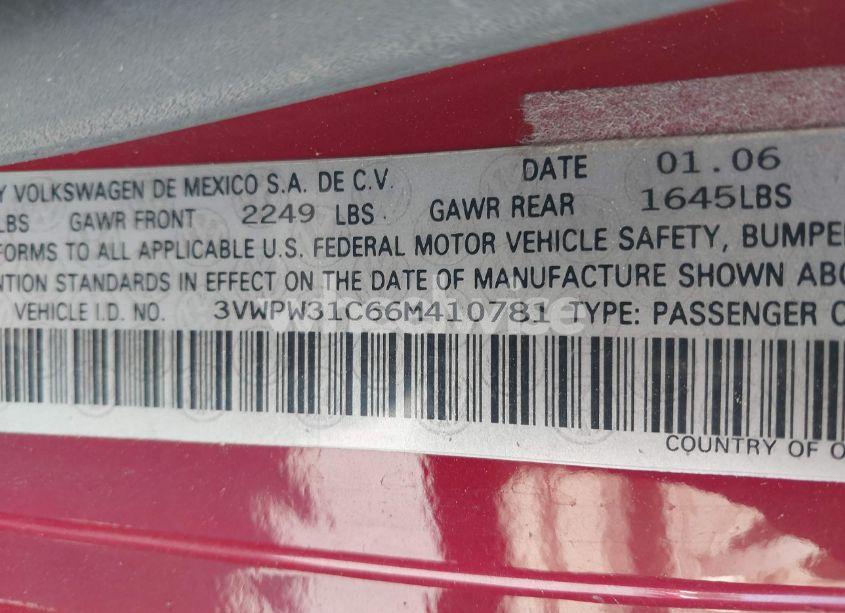 Y VOLKSWAGEN DE MEXICO S.A. DE C.V. DATE 01.06
LBS GAWR FRONT 2249 LBS GAWR REAR 1645LBS
FORMS TO ALL APPLICABLE U.S. FEDERAL MOTOR VEHICLE SAFETY, BUMPE
NTION STANDARDS IN EFFECT ON THE DATE OF MANUFACTURE SHOWN ABO
VEHICLE I.D. NO. 3VWPW31C66M410781 TYPE: PASSENGER C
COUNTRY OF O